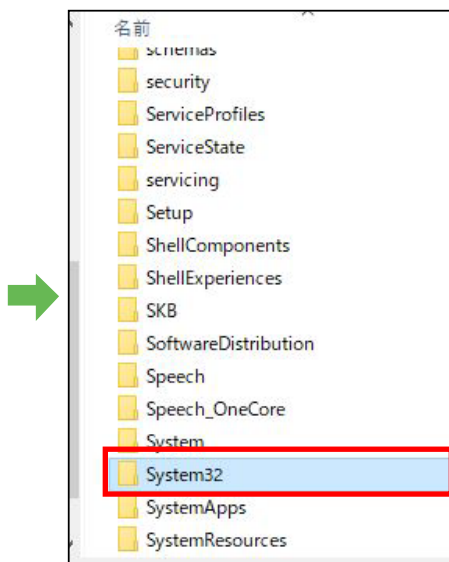 名前
schemas
security
ServiceProfiles
ServiceState
servicing
Setup
ShellComponents
ShellExperiences
SKB
SoftwareDistribution
Speech
Speech_OneCore
System
System32
SystemApps
SystemResources